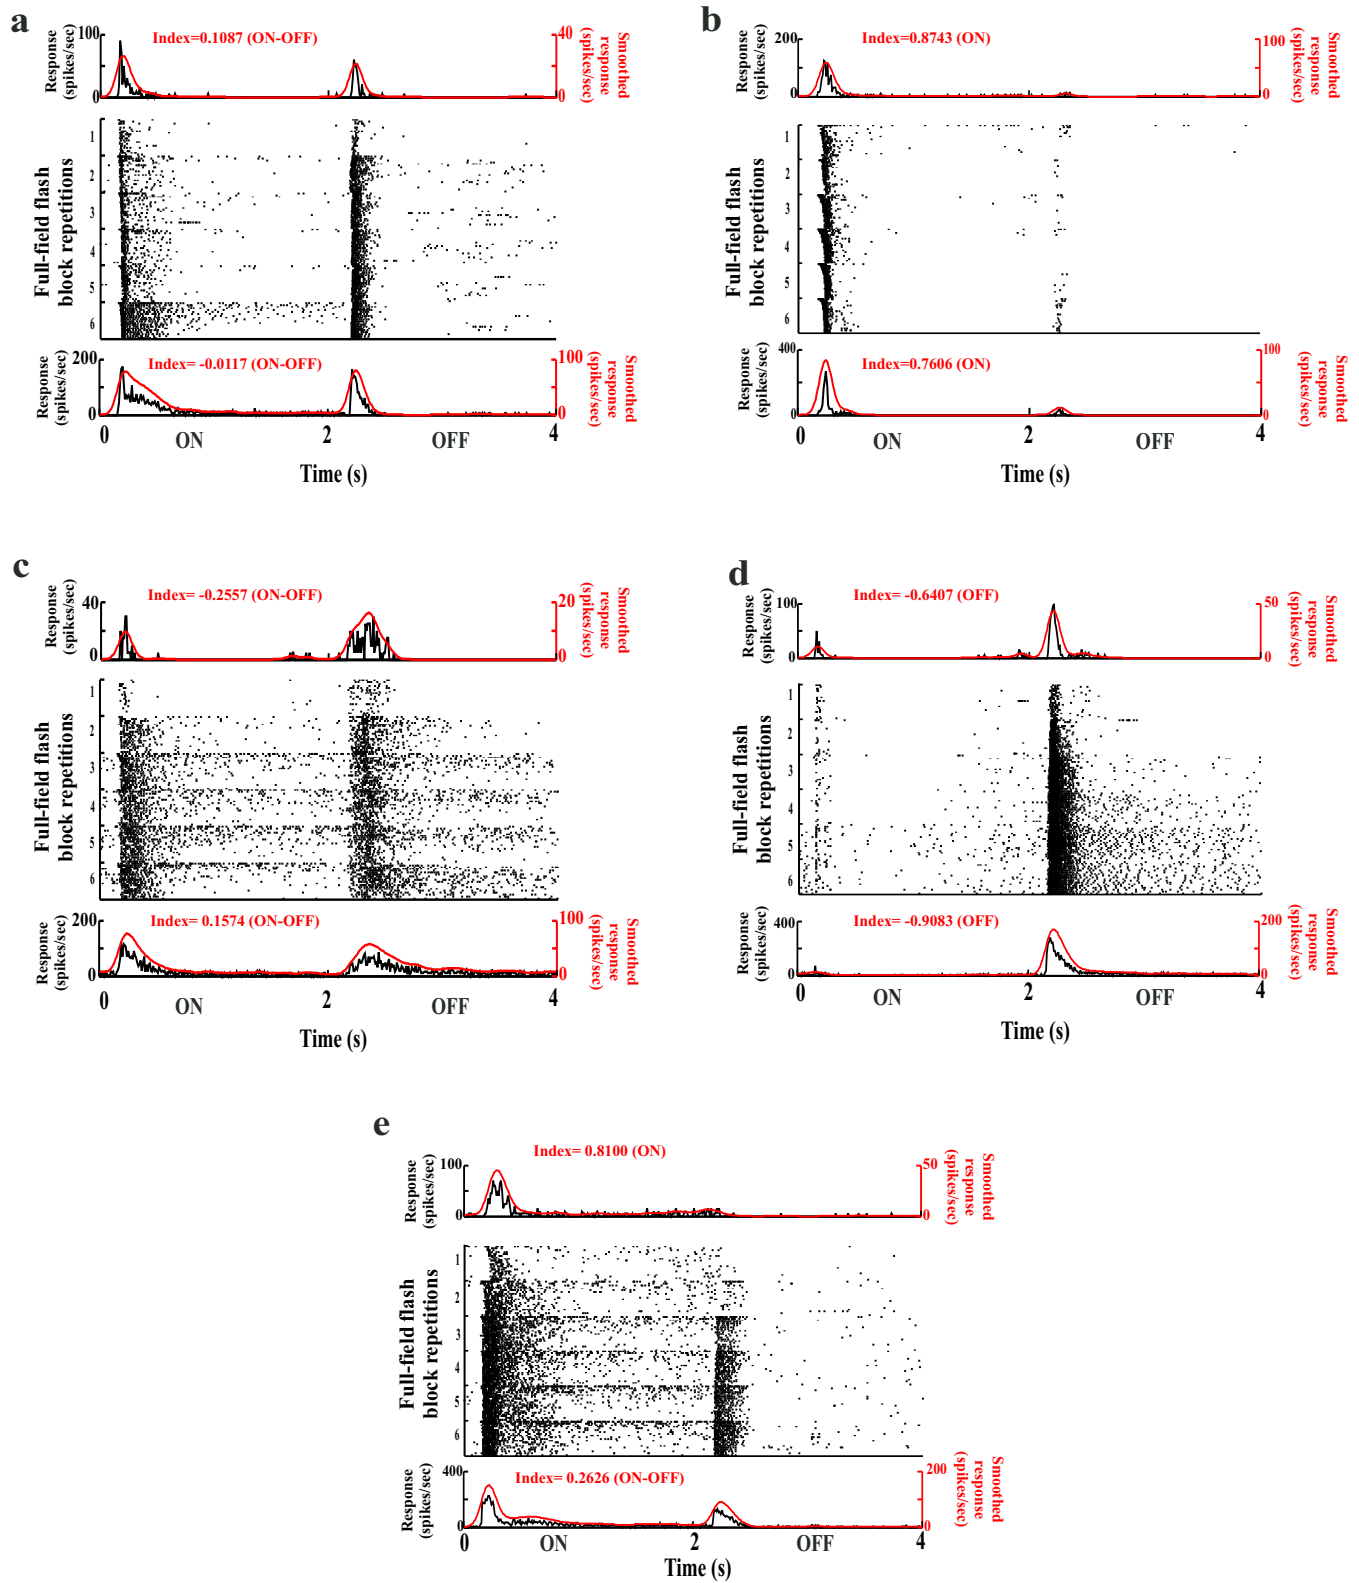 a
Response
(spikes/sec)
100
0
Index=0.1087 (ON-OFF)
40
0
Smoothed
response
(spikes/sec)
Full-field flash
block repetitions
1
2
3
4
5
6
Response
(spikes/sec)
200
0
Index= -0.0117 (ON-OFF)
100
0
Smoothed
response
(spikes/sec)
0
2
4
ON
OFF
Time (s)
b
Response
(spikes/sec)
200
0
Index=0.8743 (ON)
100
0
Smoothed
response
(spikes/sec)
Full-field flash
block repetitions
1
2
3
4
5
6
Response
(spikes/sec)
400
0
Index=0.7606 (ON)
100
0
Smoothed
response
(spikes/sec)
0
2
4
ON
OFF
Time (s)
c
Response
(spikes/sec)
40
0
Index= -0.2557 (ON-OFF)
20
0
Smoothed
response
(spikes/sec)
Full-field flash
block repetitions
1
2
3
4
5
6
Response
(spikes/sec)
200
0
Index= 0.1574 (ON-OFF)
100
0
Smoothed
response
(spikes/sec)
0
2
4
ON
OFF
Time (s)
d
Response
(spikes/sec)
100
0
Index= -0.6407 (OFF)
50
0
Smoothed
response
(spikes/sec)
Full-field flash
block repetitions
1
2
3
4
5
6
Response
(spikes/sec)
400
0
Index= -0.9083 (OFF)
200
0
Smoothed
response
(spikes/sec)
0
2
4
ON
OFF
Time (s)
e
Response
(spikes/sec)
100
0
Index= 0.8100 (ON)
50
0
Smoothed
response
(spikes/sec)
Full-field flash
block repetitions
1
2
3
4
5
6
Response
(spikes/sec)
400
0
Index= 0.2626 (ON-OFF)
200
0
Smoothed
response
(spikes/sec)
0
2
4
ON
OFF
Time (s)